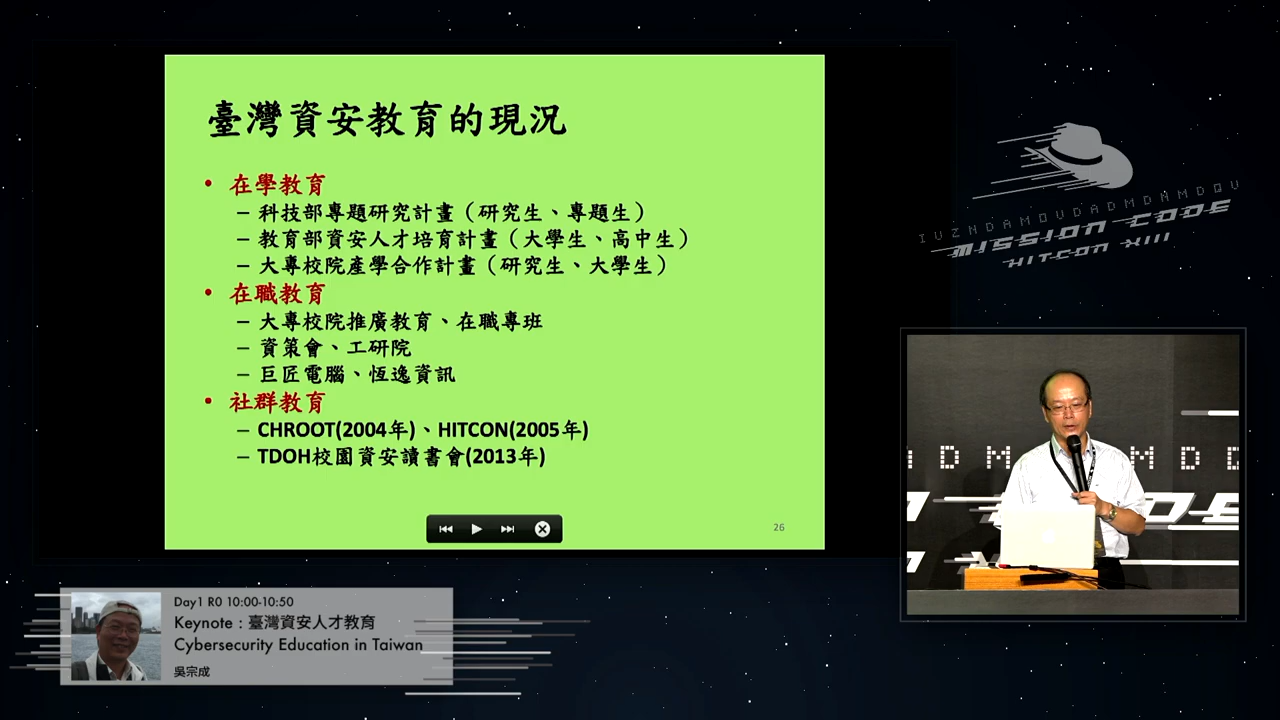 臺灣資安教育的現況
• 在學教育
– 科技部專題研究計畫（研究生、專題生）
– 教育部資安人才培育計畫（大學生、高中生）
– 大專校院產學合作計畫（研究生、大學生）
• 在職教育
– 大專校院推廣教育、在職專班
– 資策會、工研院
– 巨匠電腦、恆逸資訊
• 社群教育
– CHROOT(2004年)、HITCON(2005年)
– TDOH校園資安讀書會(2013年)
26
MISSION CODE
HITCON XIII
Day1 R0 10:00-10:50
Keynote：臺灣資安人才教育
Cybersecurity Education in Taiwan
吳宗成